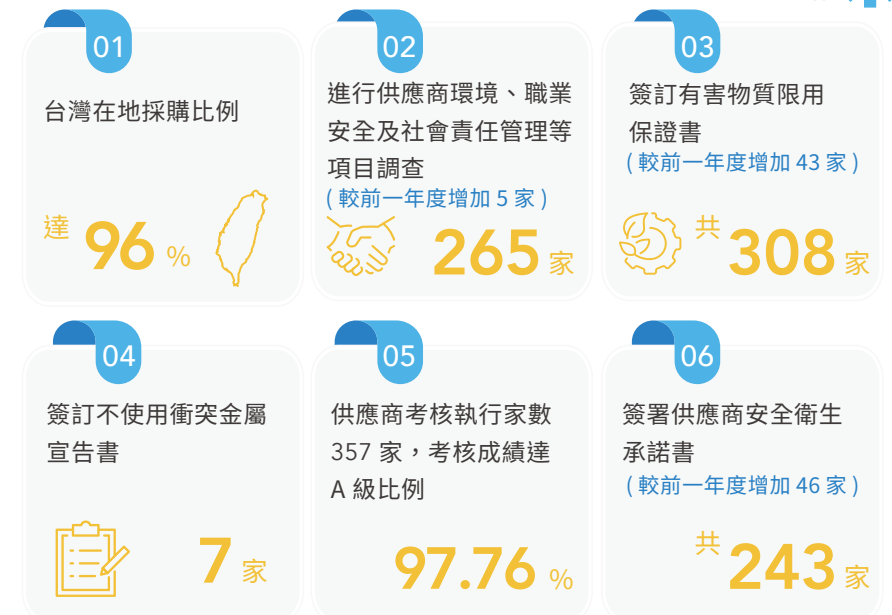 01
台灣在地採購比例
達 96 %
02
進行供應商環境、職業
安全及社會責任管理等
項目調查
( 較前一年度增加 5 家 )
265 家
03
簽訂有害物質限用
保證書
( 較前一年度增加 43 家 )
共 308 家
04
簽訂不使用衝突金屬
宣告書
7 家
05
供應商考核執行家數
357 家，考核成績達
A 級比例
97.76 %
06
簽署供應商安全衛生
承諾書
( 較前一年度增加 46 家 )
共 243 家